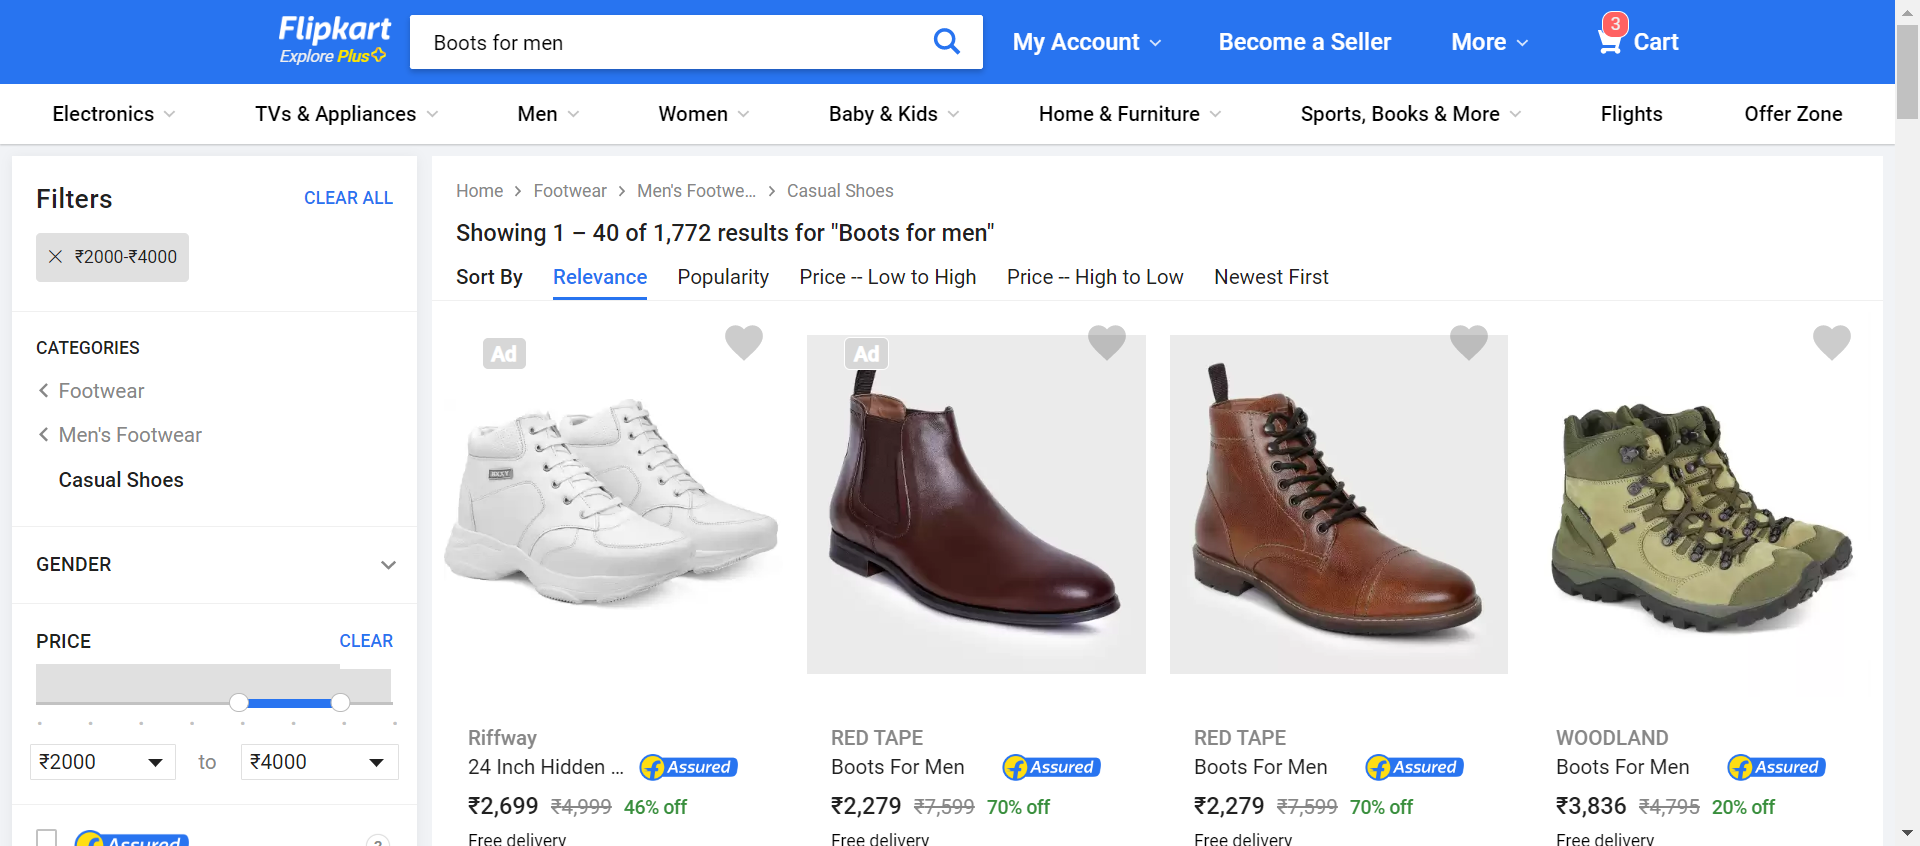 Flipkart
Explore Plus
Boots for men
My Account
Become a Seller
More
3
Cart
Electronics
TVs & Appliances
Men
Women
Baby & Kids
Home & Furniture
Sports, Books & More
Flights
Offer Zone
Filters
CLEAR ALL
₹2000-₹4000
CATEGORIES
Footwear
Men's Footwear
Casual Shoes
GENDER
PRICE
CLEAR
₹2000
to
₹4000
Assured
?
Home
Footwear
Men's Footwe...
Casual Shoes
Showing 1 – 40 of 1,772 results for "Boots for men"
Sort By
Relevance
Popularity
Price -- Low to High
Price -- High to Low
Newest First
Ad
Riffway
24 Inch Hidden ...
Assured
₹2,699 ₹4,999 46% off
Free delivery
Ad
RED TAPE
Boots For Men
Assured
₹2,279 ₹7,599 70% off
Free delivery
RED TAPE
Boots For Men
Assured
₹2,279 ₹7,599 70% off
Free delivery
WOODLAND
Boots For Men
Assured
₹3,836 ₹4,795 20% off
Free delivery